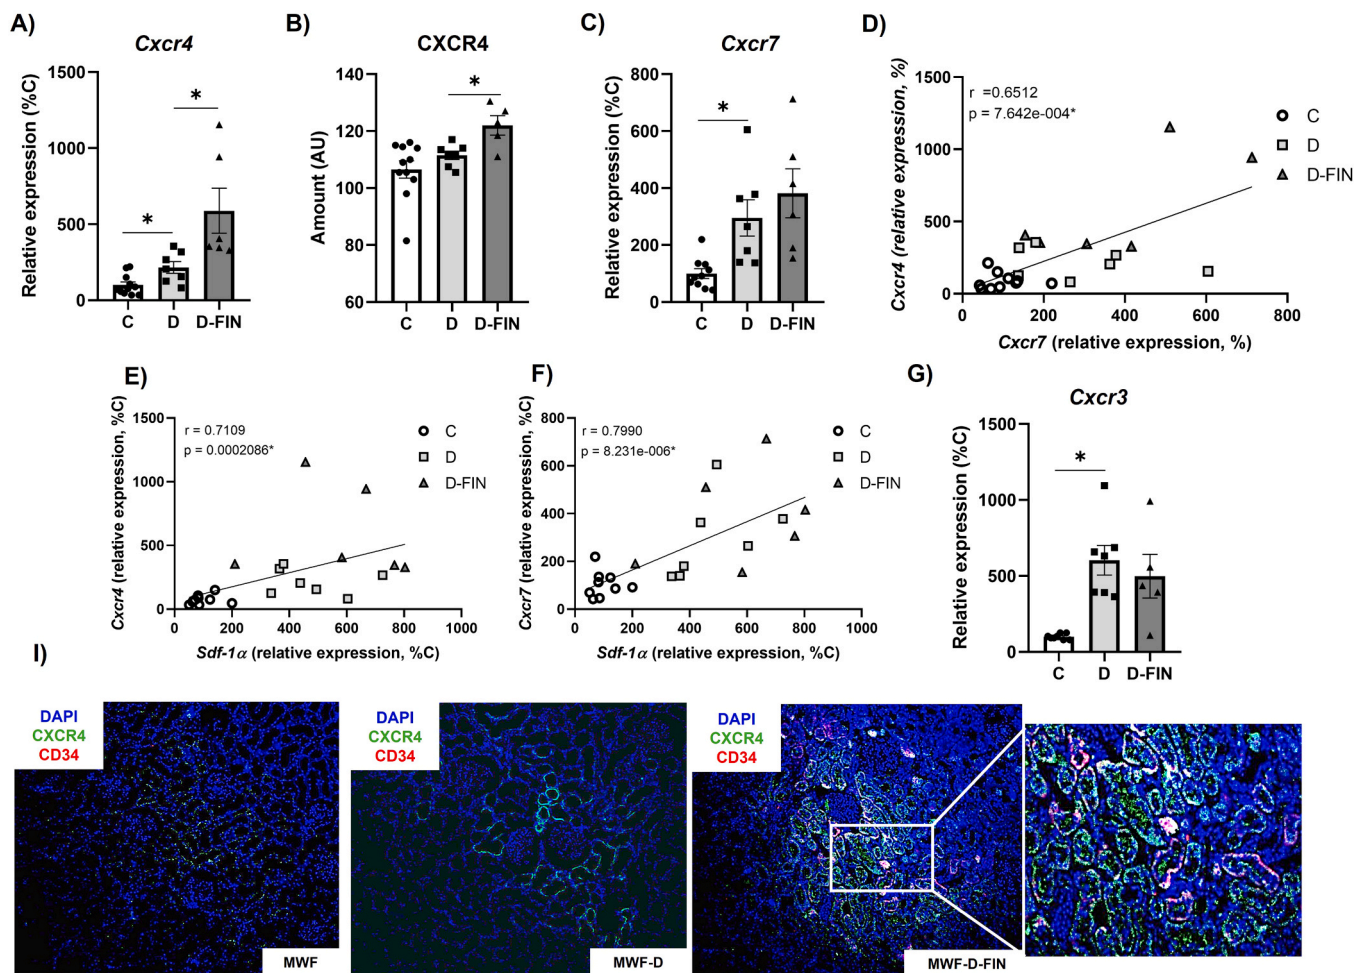 A)
Cxcr4
Relative expression (%C)
1500
1000
500
0
*
*
C D D-FIN
B)
CXCR4
Amount (AU)
140
120
100
80
60
*
C D D-FIN
C)
Cxcr7
Relative expression (%C)
800
600
400
200
0
*
C D D-FIN
D)
Cxcr4 (relative expression, %)
1500
1000
500
0
r =0.6512
p = 7.642e-004*
C
D
D-FIN
0 200 400 600 800
Cxcr7 (relative expression, %)
E)
Cxcr4 (relative expression, %C)
1500
1000
500
0
r = 0.7109
p = 0.0002086*
C
D
D-FIN
0 200 400 600 800 1000
Sdf-1α (relative expression, %C)
F)
Cxcr7 (relative expression, %C)
800
600
400
200
0
r = 0.7990
p = 8.231e-006*
C
D
D-FIN
0 200 400 600 800 1000
Sdf-1α (relative expression, %C)
G)
Cxcr3
Relative expression (%C)
1500
1000
500
0
*
C D D-FIN
I)
DAPI
CXCR4
CD34
MWF
DAPI
CXCR4
CD34
MWF-D
DAPI
CXCR4
CD34
MWF-D-FIN